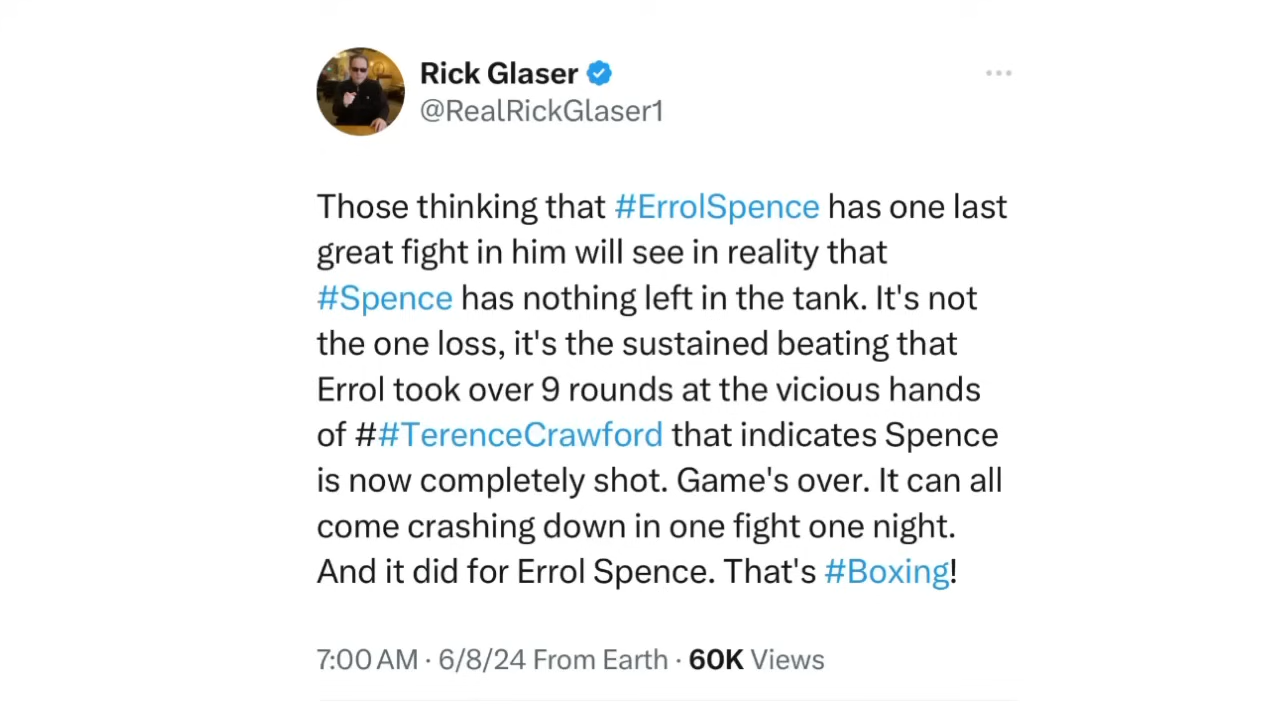 Rick Glaser
@RealRickGlaser1
Those thinking that #ErrolSpence has one last
great fight in him will see in reality that
#Spence has nothing left in the tank. It's not
the one loss, it's the sustained beating that
Errol took over 9 rounds at the vicious hands
of ##TerenceCrawford that indicates Spence
is now completely shot. Game's over. It can all
come crashing down in one fight one night.
And it did for Errol Spence. That's #Boxing!
7:00 AM · 6/8/24 From Earth · 60K Views